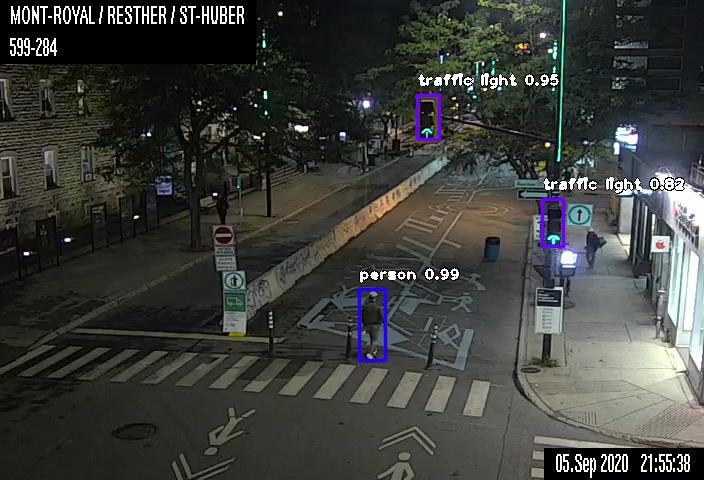 MONT-ROYAL / RESTHER / ST-HUBER
599-284
traffic light 0.95
traffic light 0.82
person 0.99
05.Sep 2020 21:55:38